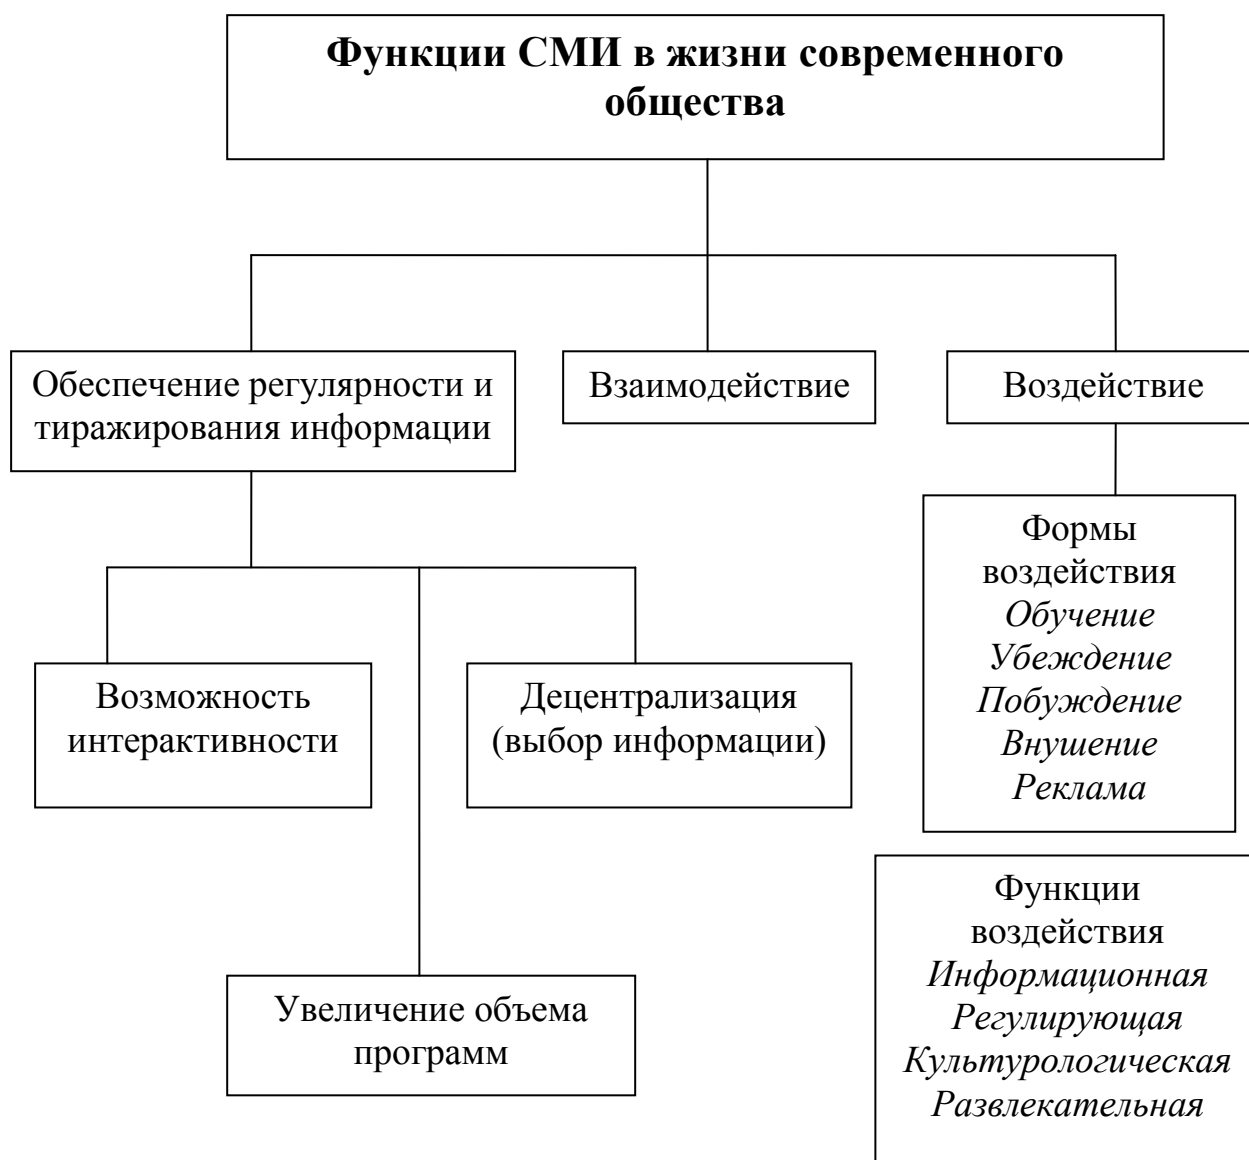 Функции СМИ в жизни современного
общества
Обеспечение регулярности и
тиражирования информации
Взаимодействие
Воздействие
Формы
воздействия
Обучение
Убеждение
Побуждение
Внушение
Реклама
Возможность
интерактивности
Децентрализация
(выбор информации)
Увеличение объема
программ
Функции
воздействия
Информационная
Регулирующая
Культурологическая
Развлекательная